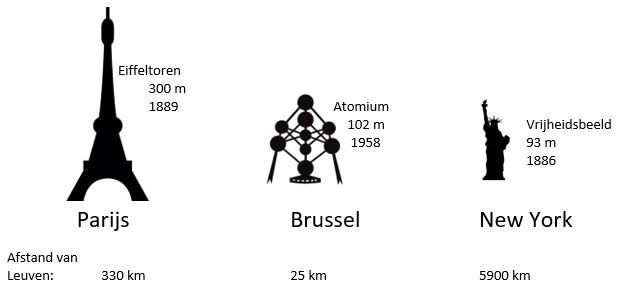 Eiffeltoren
300 m
1889
Atomium
102 m
1958
Vrijheidsbeeld
93 m
1886
Parijs
Brussel
New York
Afstand van
Leuven: 330 km 25 km 5900 km